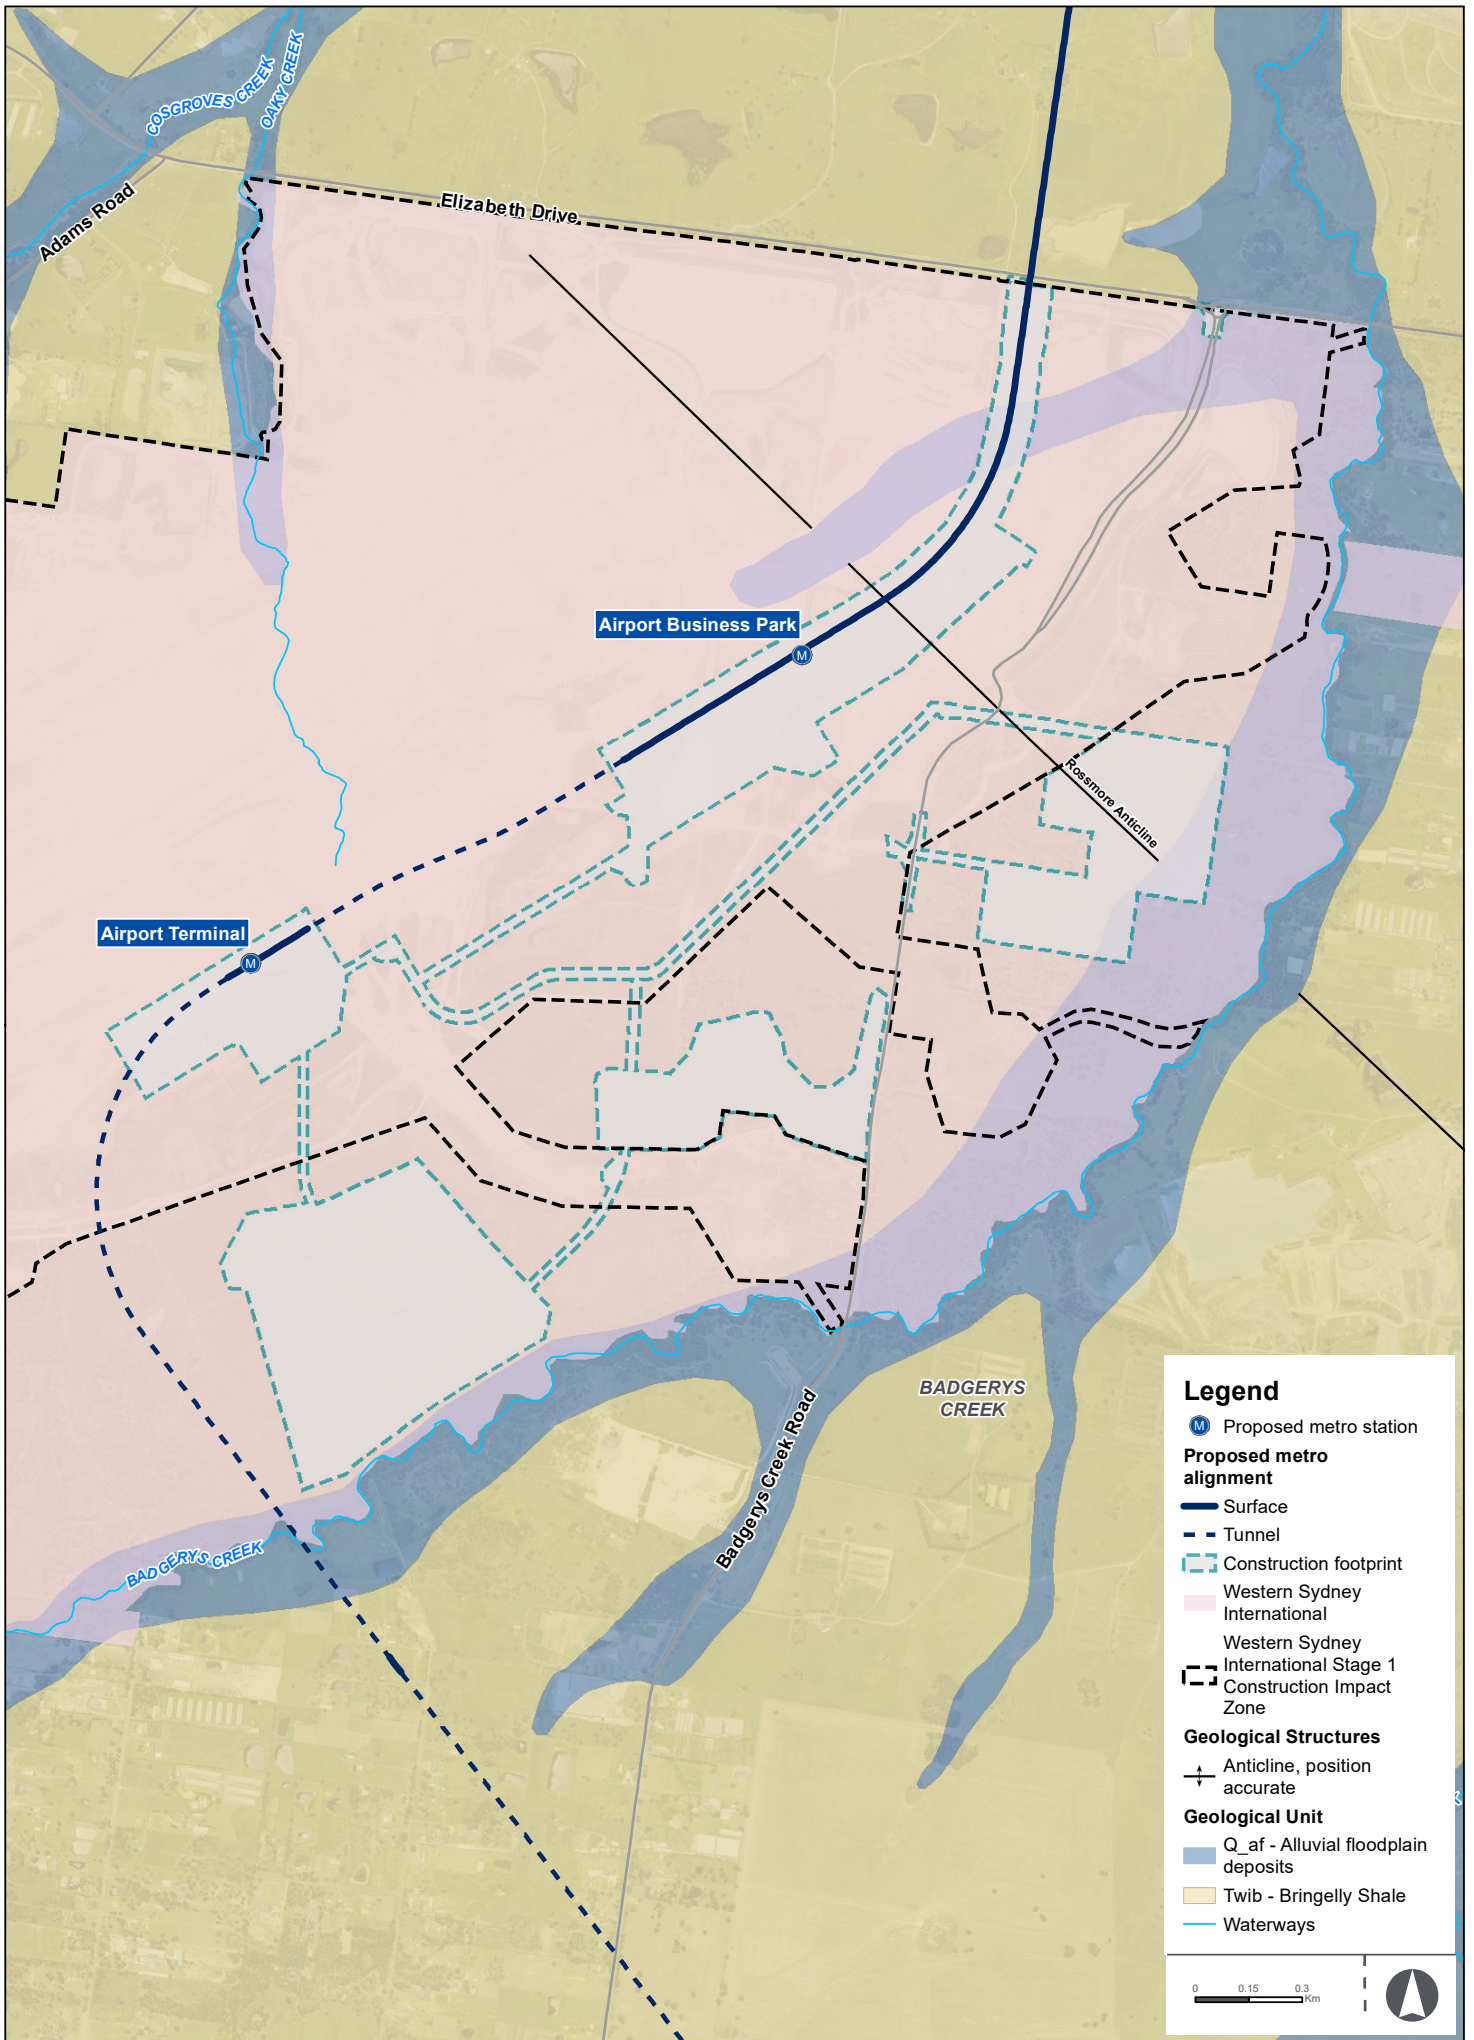 COSGROVES CREEK
OAKY CREEK
Adams Road
Elizabeth Drive
Airport Business Park
M
Rossmore Anticline
Airport Terminal
M
BADGERYS
CREEK
Badgerys Creek Road
BADGERYS CREEK
Legend
M Proposed metro station
Proposed metro
alignment
Surface
Tunnel
Construction footprint
Western Sydney
International
Western Sydney
International Stage 1
Construction Impact
Zone
Geological Structures
Anticline, position
accurate
Geological Unit
Q_af - Alluvial floodplain
deposits
Twib - Bringelly Shale
Waterways
0 0.15 0.3
Km